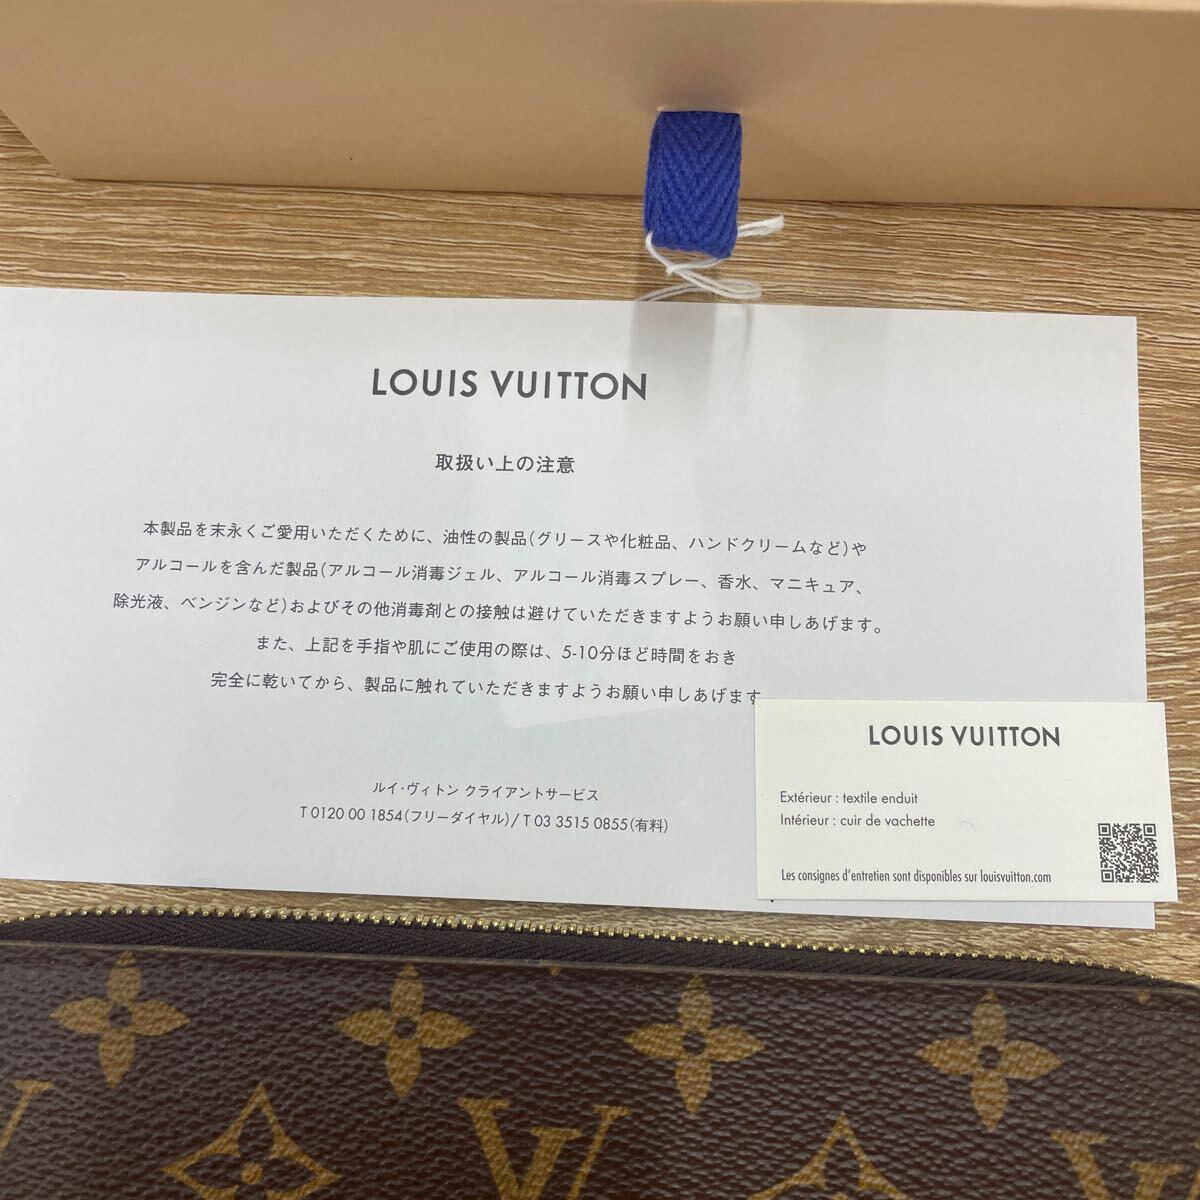 LOUIS VUITTON
取扱い上の注意
本製品を末永くご愛用いただくために、油性の製品(グリースや化粧品、ハンドクリームなど)や
アルコールを含んだ製品(アルコール消毒ジェル、アルコール消毒スプレー、香水、マニキュア、
除光液、ベンジンなど)およびその他消毒剤との接触は避けていただきますようお願い申しあげます。
また、上記を手指や肌にご使用の際は、5-10分ほど時間をおき
完全に乾いてから、製品に触れていただきますようお願い申しあげます
ルイ・ヴィトン クライアントサービス
T 0120 00 1854(フリーダイヤル)/ T 03 3515 0855(有料)
LOUIS VUITTON
Extérieur : textile enduit
Intérieur : cuir de vachette
Les consignes d'entretien sont disponibles sur louisvuitton.com